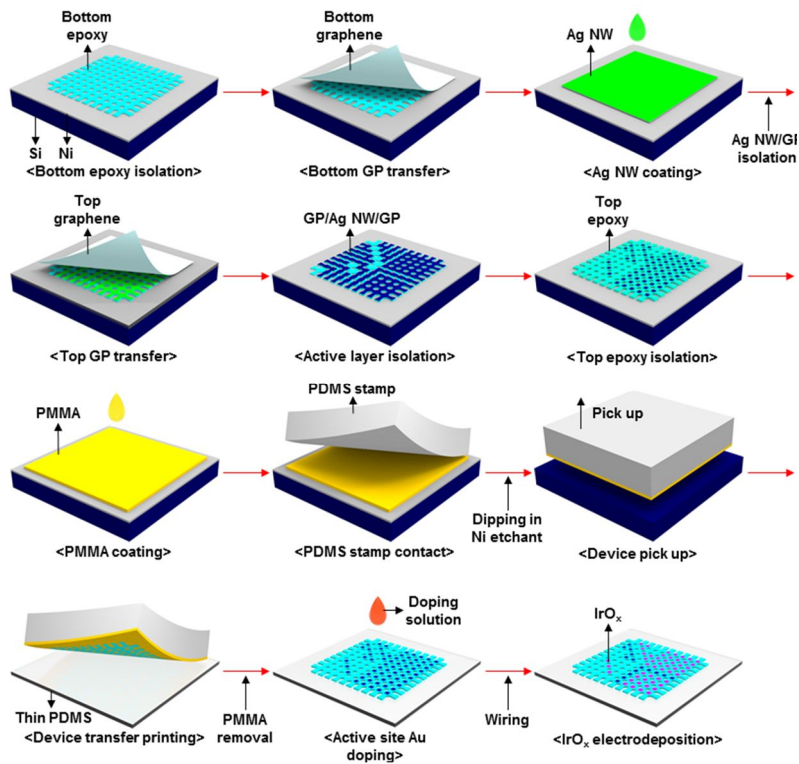 Bottom
epoxy
Si
Ni
<Bottom epoxy isolation>
Bottom
graphene
<Bottom GP transfer>
Ag NW
<Ag NW coating>
Ag NW/GP
isolation
Top
graphene
<Top GP transfer>
GP/Ag NW/GP
<Active layer isolation>
Top
epoxy
<Top epoxy isolation>
PMMA
<PMMA coating>
PDMS stamp
<PDMS stamp contact>
Dipping in
Ni etchant
Pick up
<Device pick up>
Thin PDMS
<Device transfer printing>
PMMA
removal
Doping
solution
<Active site Au
doping>
Wiring
IrOₓ
<IrOₓ electrodeposition>